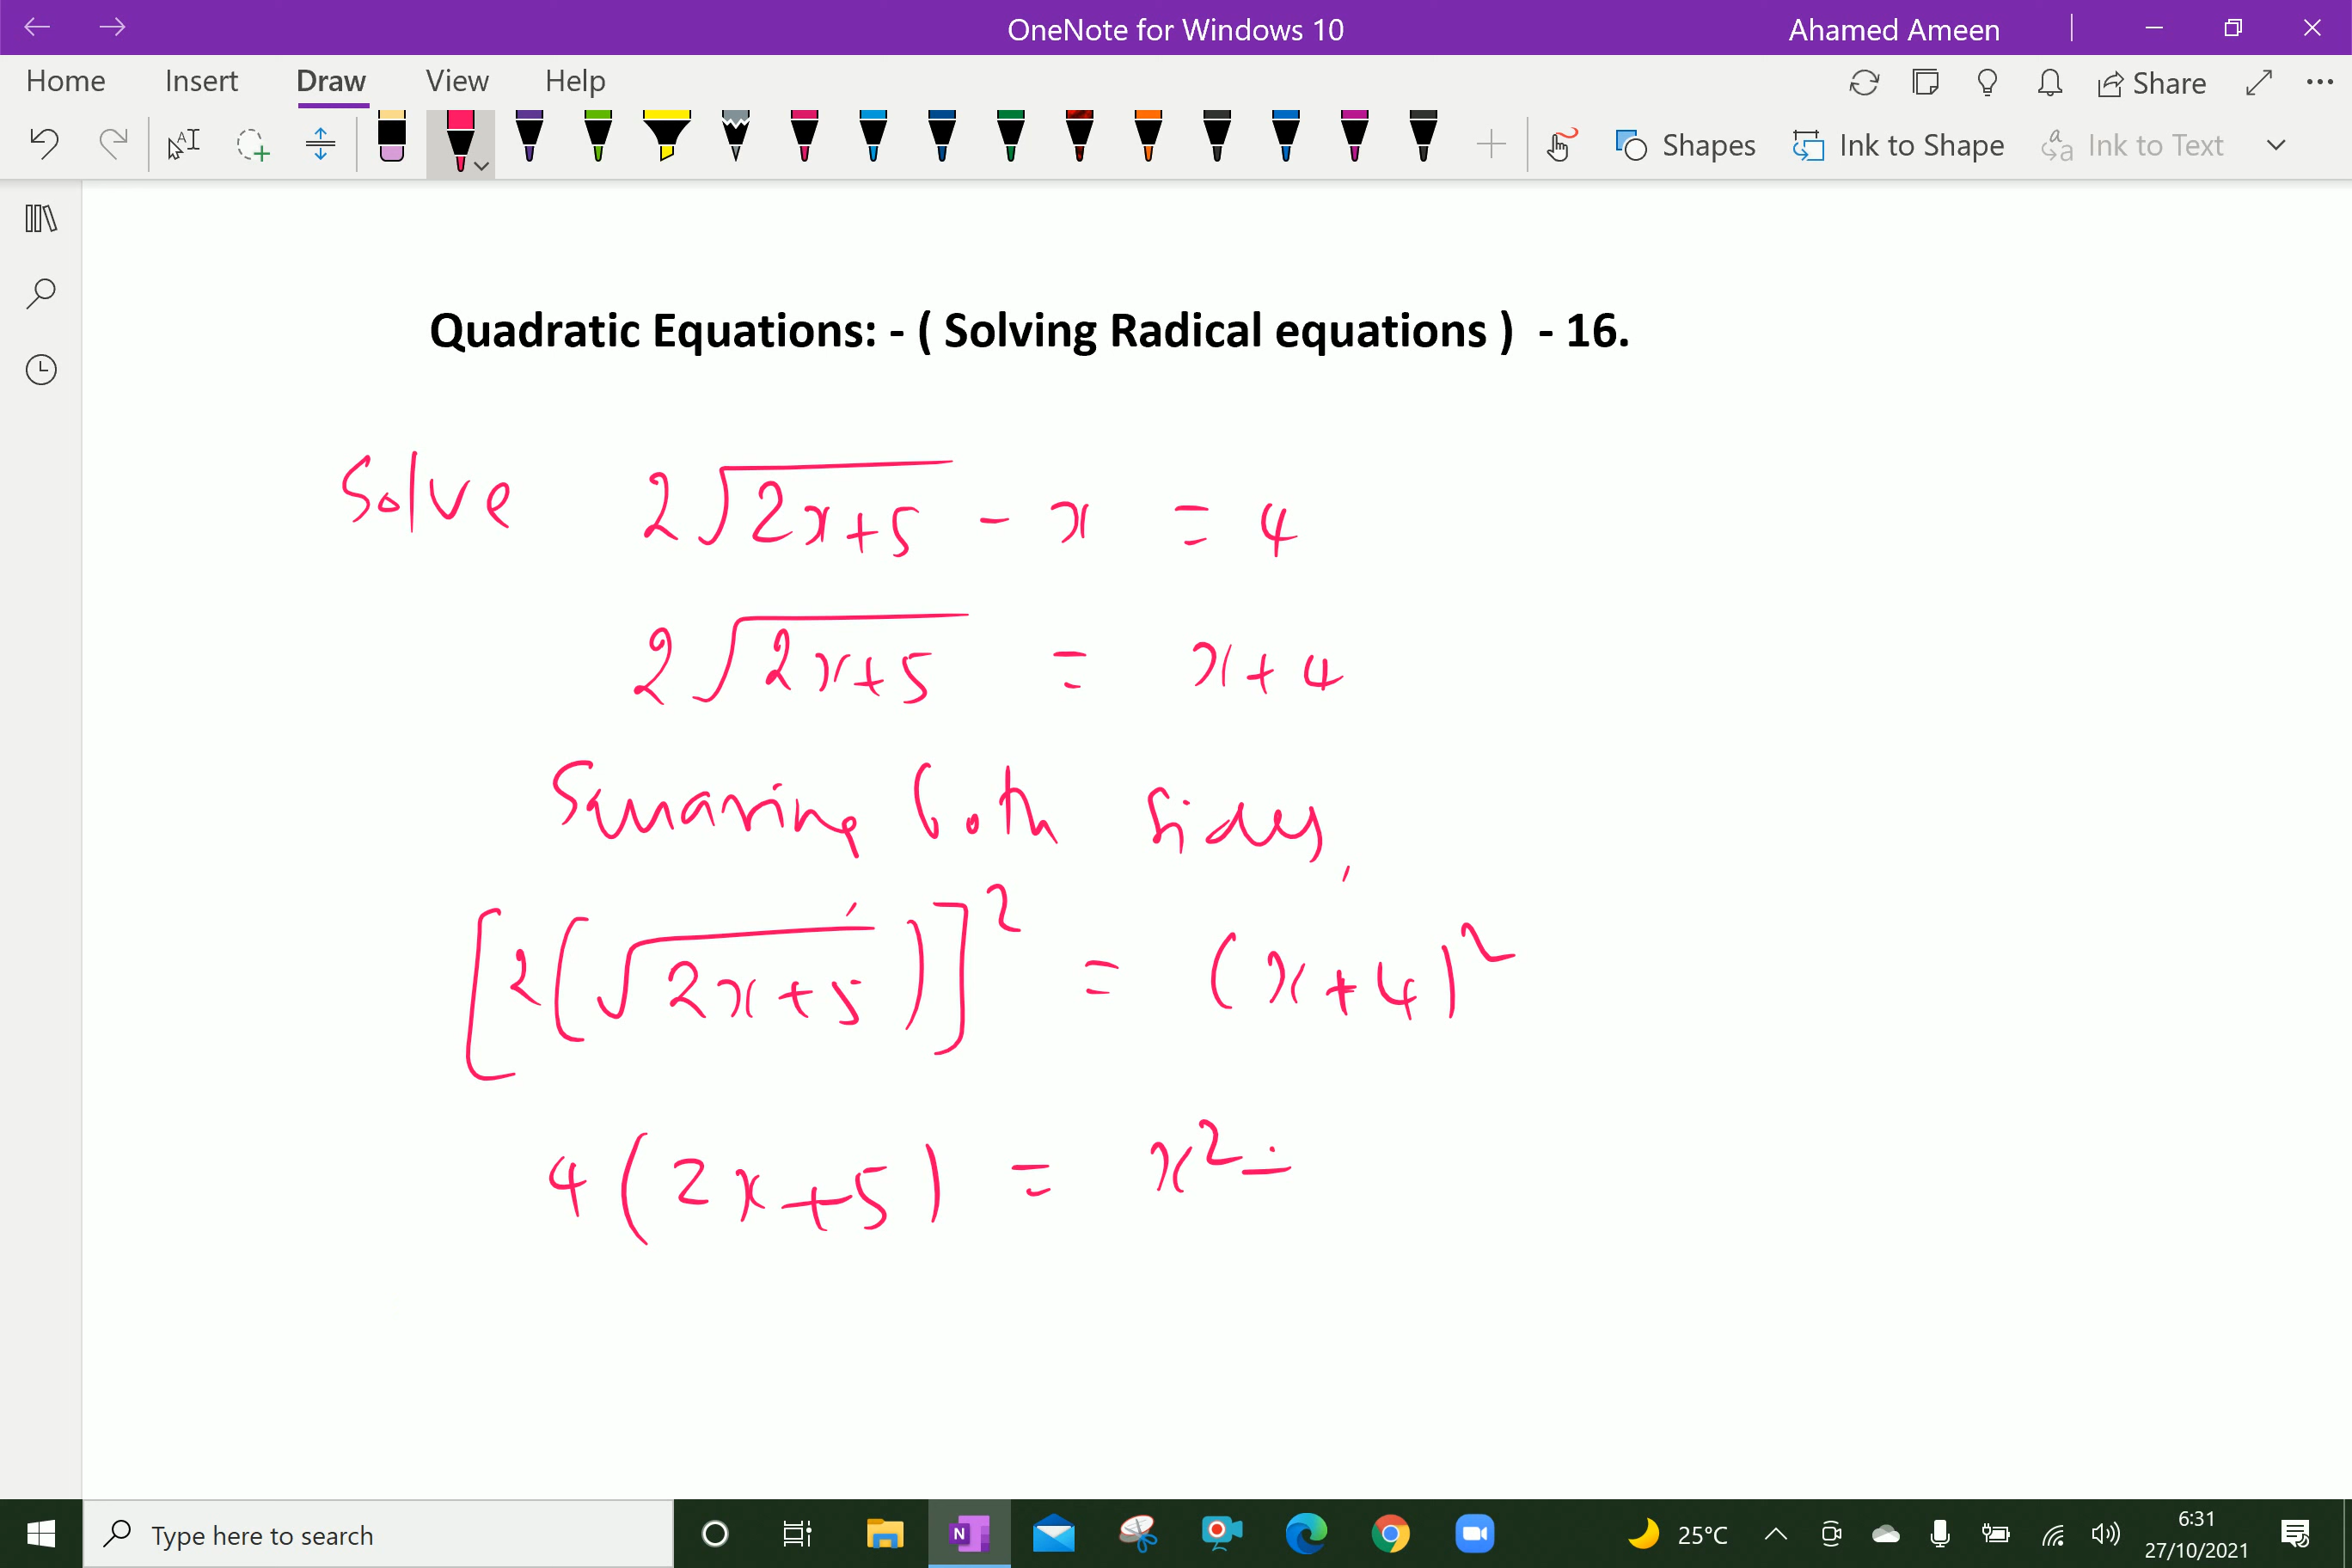 OneNote for Windows 10 Ahamed Ameen
Home Insert Draw View Help Share
Shapes Ink to Shape Ink to Text
Quadratic Equations: - ( Solving Radical equations ) - 16.
Solve 2√(2x+5) - x = 4
2√(2x+5) = x+4
Squaring both sides,
[2(√(2x+5))]² = (x+4)²
4(2x+5) = x²
Type here to search 25°C 6:31
27/10/2021